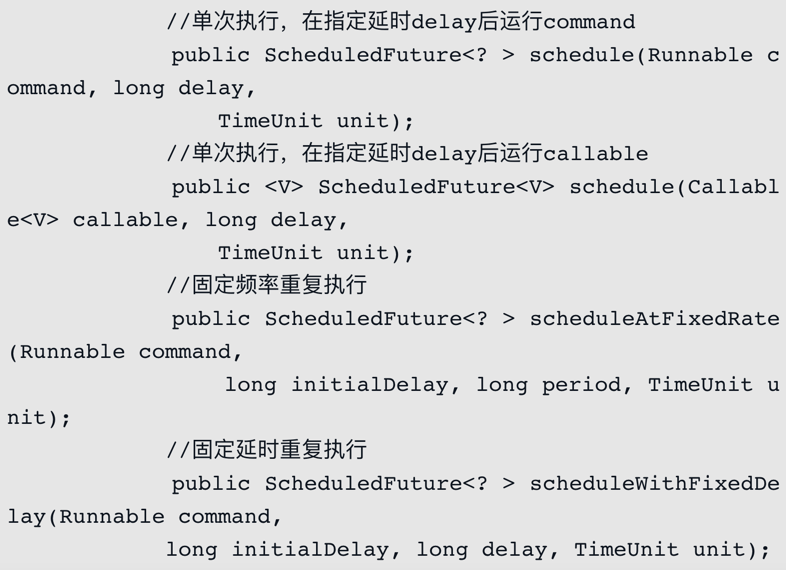 //单次执行，在指定延时delay后运行command
public ScheduledFuture<? > schedule(Runnable c
ommand, long delay,
TimeUnit unit);
//单次执行，在指定延时delay后运行callable
public <V> ScheduledFuture<V> schedule(Callabl
e<V> callable, long delay,
TimeUnit unit);
//固定频率重复执行
public ScheduledFuture<? > scheduleAtFixedRate
(Runnable command,
long initialDelay, long period, TimeUnit u
nit);
//固定延时重复执行
public ScheduledFuture<? > scheduleWithFixedDe
lay(Runnable command,
long initialDelay, long delay, TimeUnit unit);